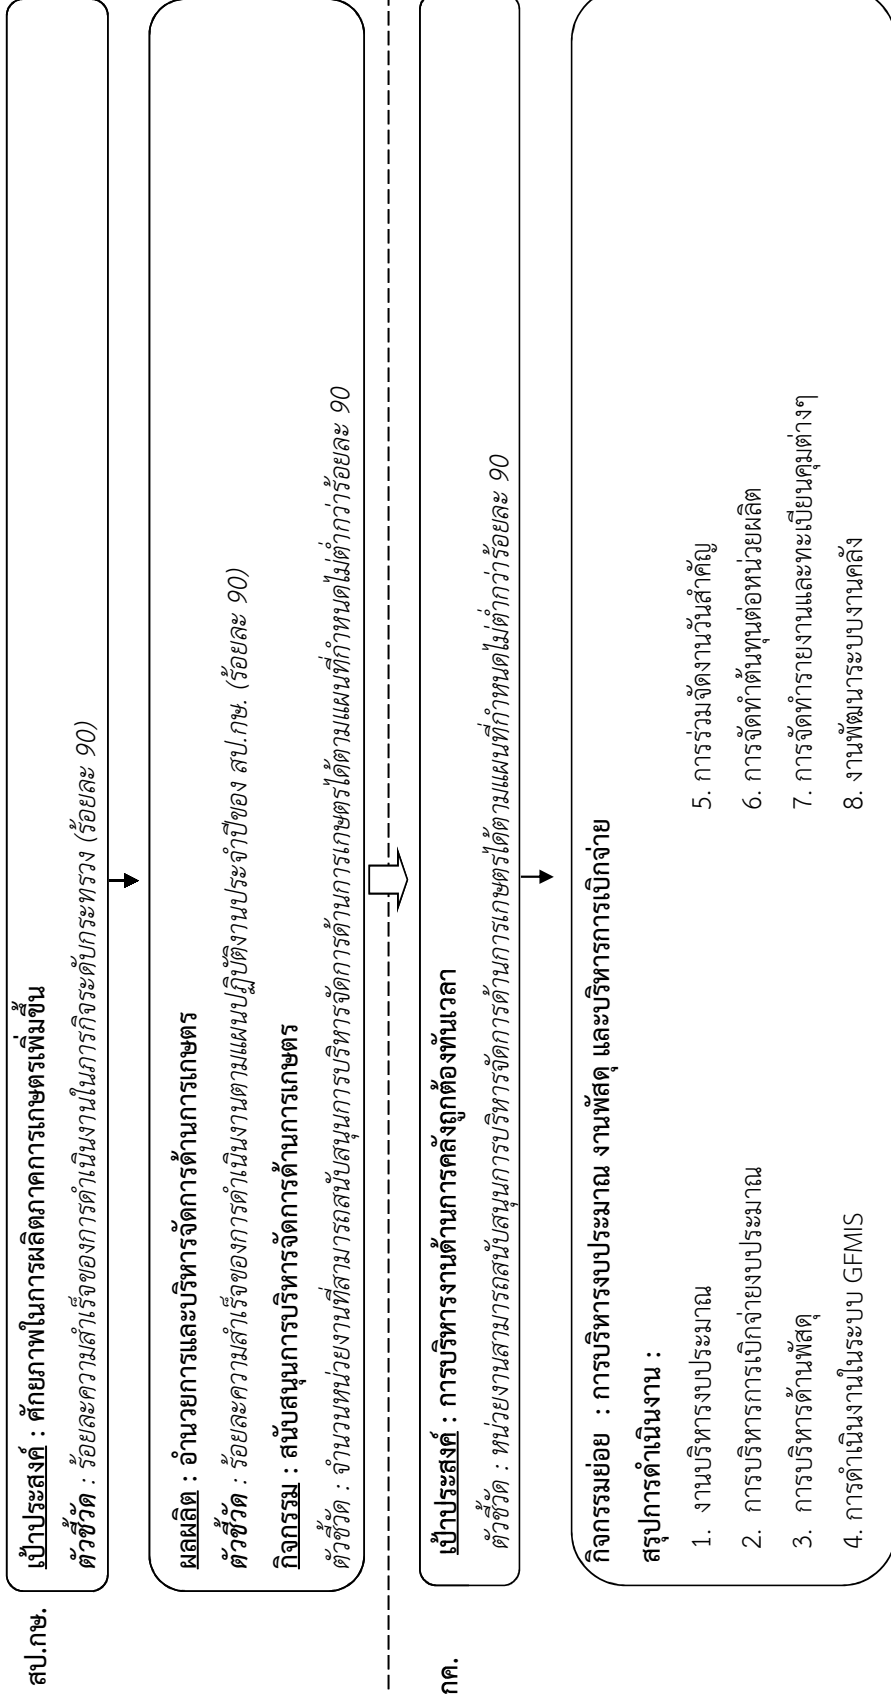 สป.กษ.
เป้าประสงค์ : ศักยภาพในการผลิตภาคการเกษตรเพิ่มขึ้น
ตัวชี้วัด : ร้อยละความสำเร็จของการดำเนินงานในภารกิจระดับกระทรวง (ร้อยละ 90)
ผลผลิต : อำนวยการและบริหารจัดการด้านการเกษตร
ตัวชี้วัด : ร้อยละความสำเร็จของการดำเนินงานตามแผนปฏิบัติงานประจำปีของ สป.กษ. (ร้อยละ 90)
กิจกรรม : สนับสนุนการบริหารจัดการด้านการเกษตร
ตัวชี้วัด : จำนวนหน่วยงานที่สามารถสนับสนุนการบริหารจัดการด้านการเกษตรได้ตามแผนที่กำหนดไม่ต่ำกว่าร้อยละ 90
กค.
เป้าประสงค์ : การบริหารงานด้านการคลังถูกต้องทันเวลา
ตัวชี้วัด : หน่วยงานสามารถสนับสนุนการบริหารจัดการด้านการเกษตรได้ตามแผนที่กำหนดไม่ต่ำกว่าร้อยละ 90
กิจกรรมย่อย : การบริหารงบประมาณ งานพัสดุ และบริหารการเบิกจ่าย
สรุปการดำเนินงาน :
1. งานบริหารงบประมาณ
2. การบริหารการเบิกจ่ายงบประมาณ
3. การบริหารด้านพัสดุ
4. การดำเนินงานในระบบ GFMIS
5. การร่วมจัดงานวันสำคัญ
6. การจัดทำต้นทุนต่อหน่วยผลิต
7. การจัดทำรายงานและทะเบียนคุมต่างๆ
8. งานพัฒนาระบบงานคลัง